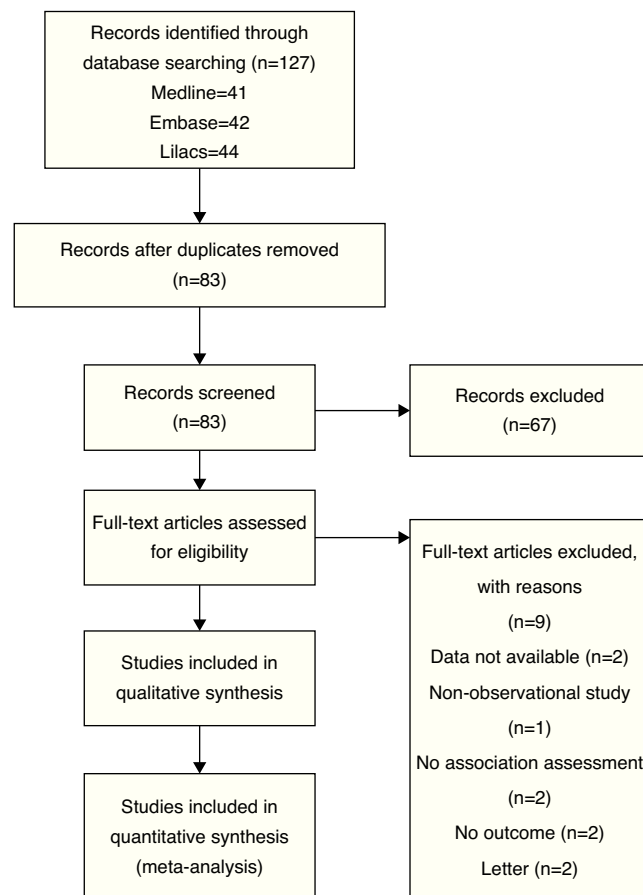 Records identified through
database searching (n=127)
Medline=41
Embase=42
Lilacs=44
Records after duplicates removed
(n=83)
Records screened
(n=83)
Records excluded
(n=67)
Full-text articles assessed
for eligibility
Full-text articles excluded,
with reasons
(n=9)
Data not available (n=2)
Non-observational study
(n=1)
No association assessment
(n=2)
No outcome (n=2)
Letter (n=2)
Studies included in
qualitative synthesis
Studies included in
quantitative synthesis
(meta-analysis)